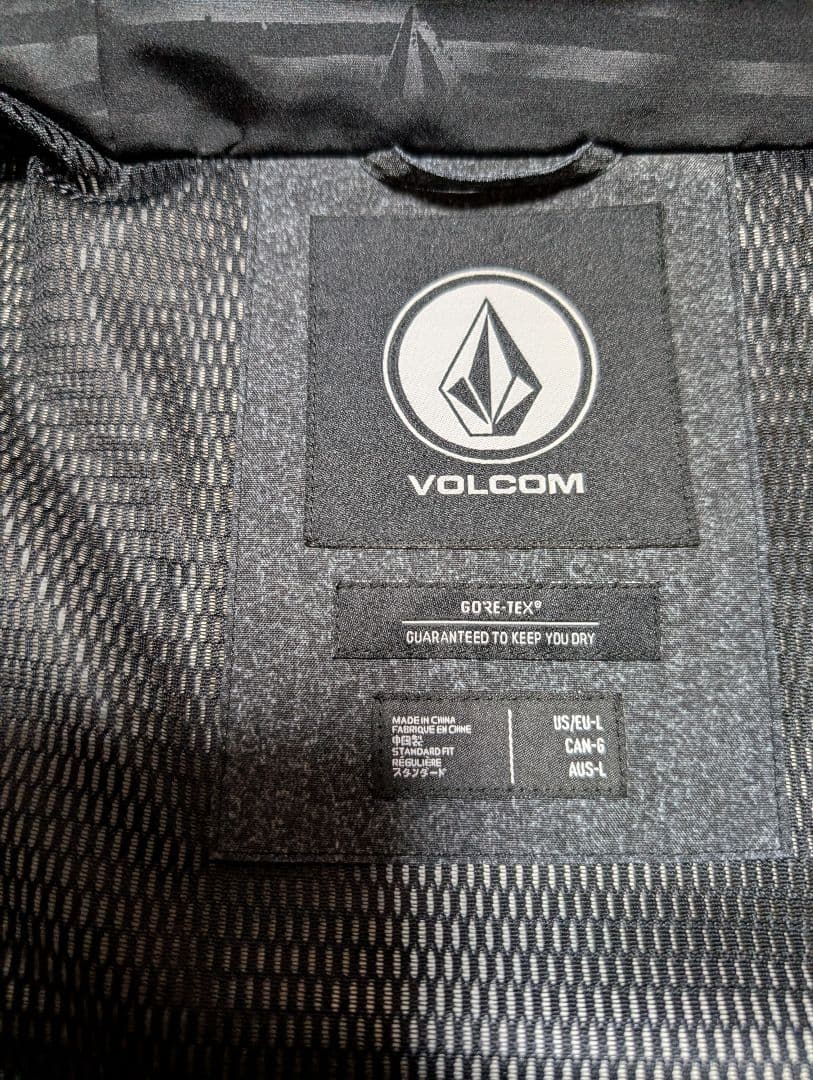 VOLCOM
GORE-TEX®
GUARANTEED TO KEEP YOU DRY
MADE IN CHINA
FABRIQUE EN CHINE
中国製
STANDARD FIT
RÉGULIÈRE
スタンダード
US/EU-L
CAN-G
AUS-L